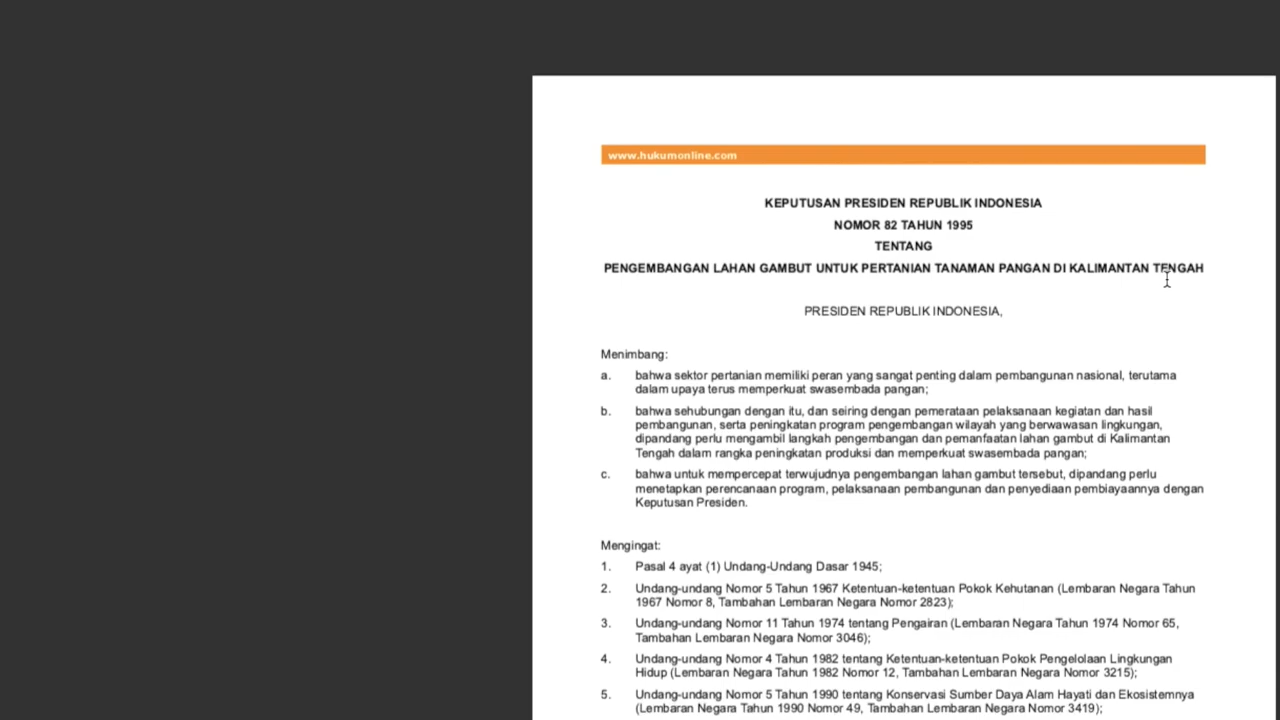 www.hukumonline.com
KEPUTUSAN PRESIDEN REPUBLIK INDONESIA
NOMOR 82 TAHUN 1995
TENTANG
PENGEMBANGAN LAHAN GAMBUT UNTUK PERTANIAN TANAMAN PANGAN DI KALIMANTAN TENGAH
PRESIDEN REPUBLIK INDONESIA,
Menimbang:
a. bahwa sektor pertanian memiliki peran yang sangat penting dalam pembangunan nasional, terutama
dalam upaya terus memperkuat swasembada pangan;
b. bahwa sehubungan dengan itu, dan seiring dengan pemerataan pelaksanaan kegiatan dan hasil
pembangunan, serta peningkatan program pengembangan wilayah yang berwawasan lingkungan,
dipandang perlu mengambil langkah pengembangan dan pemanfaatan lahan gambut di Kalimantan
Tengah dalam rangka peningkatan produksi dan memperkuat swasembada pangan;
c. bahwa untuk mempercepat terwujudnya pengembangan lahan gambut tersebut, dipandang perlu
menetapkan perencanaan program, pelaksanaan pembangunan dan penyediaan pembiayaannya dengan
Keputusan Presiden.
Mengingat:
1. Pasal 4 ayat (1) Undang-Undang Dasar 1945;
2. Undang-undang Nomor 5 Tahun 1967 Ketentuan-ketentuan Pokok Kehutanan (Lembaran Negara Tahun
1967 Nomor 8, Tambahan Lembaran Negara Nomor 2823);
3. Undang-undang Nomor 11 Tahun 1974 tentang Pengairan (Lembaran Negara Tahun 1974 Nomor 65,
Tambahan Lembaran Negara Nomor 3046);
4. Undang-undang Nomor 4 Tahun 1982 tentang Ketentuan-ketentuan Pokok Pengelolaan Lingkungan
Hidup (Lembaran Negara Tahun 1982 Nomor 12, Tambahan Lembaran Negara Nomor 3215);
5. Undang-undang Nomor 5 Tahun 1990 tentang Konservasi Sumber Daya Alam Hayati dan Ekosistemnya
(Lembaran Negara Tahun 1990 Nomor 49, Tambahan Lembaran Negara Nomor 3419);